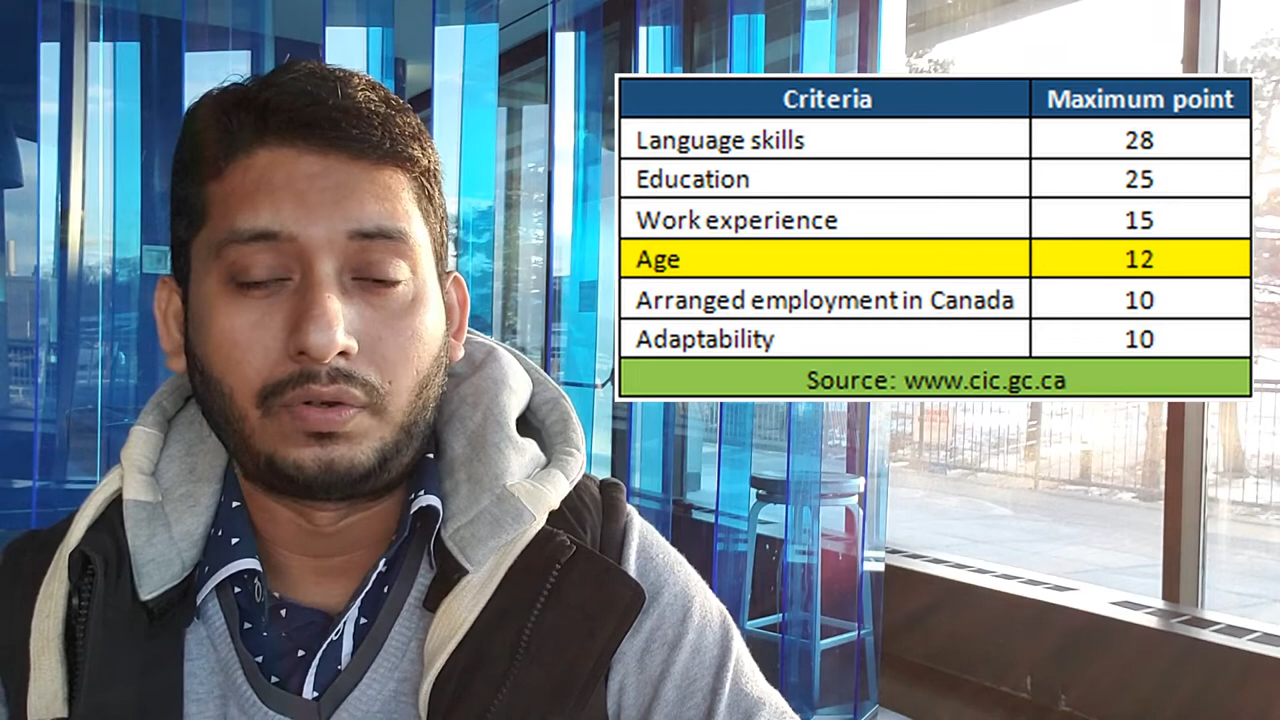 Criteria Maximum point
Language skills 28
Education 25
Work experience 15
Age 12
Arranged employment in Canada 10
Adaptability 10
Source: www.cic.gc.ca